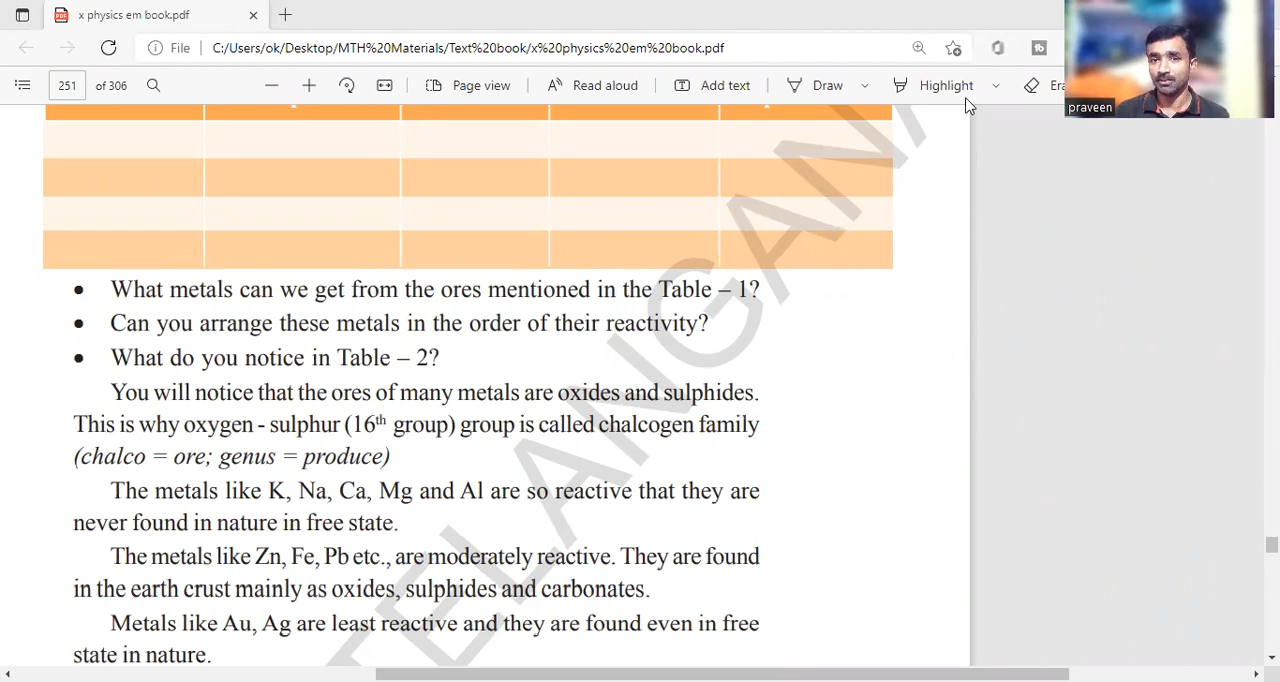 x physics em book.pdf
File
C:/Users/ok/Desktop/MTH%20Materials/Text%20book/x%20physics%20em%20book.pdf
251 of 306
Page view
Read aloud
Add text
Draw
Highlight
praveen
• What metals can we get from the ores mentioned in the Table – 1?
• Can you arrange these metals in the order of their reactivity?
• What do you notice in Table – 2?
You will notice that the ores of many metals are oxides and sulphides.
This is why oxygen - sulphur (16th group) group is called chalcogen family
(chalco = ore; genus = produce)
The metals like K, Na, Ca, Mg and Al are so reactive that they are
never found in nature in free state.
The metals like Zn, Fe, Pb etc., are moderately reactive. They are found
in the earth crust mainly as oxides, sulphides and carbonates.
Metals like Au, Ag are least reactive and they are found even in free
state in nature.
TELANGANA